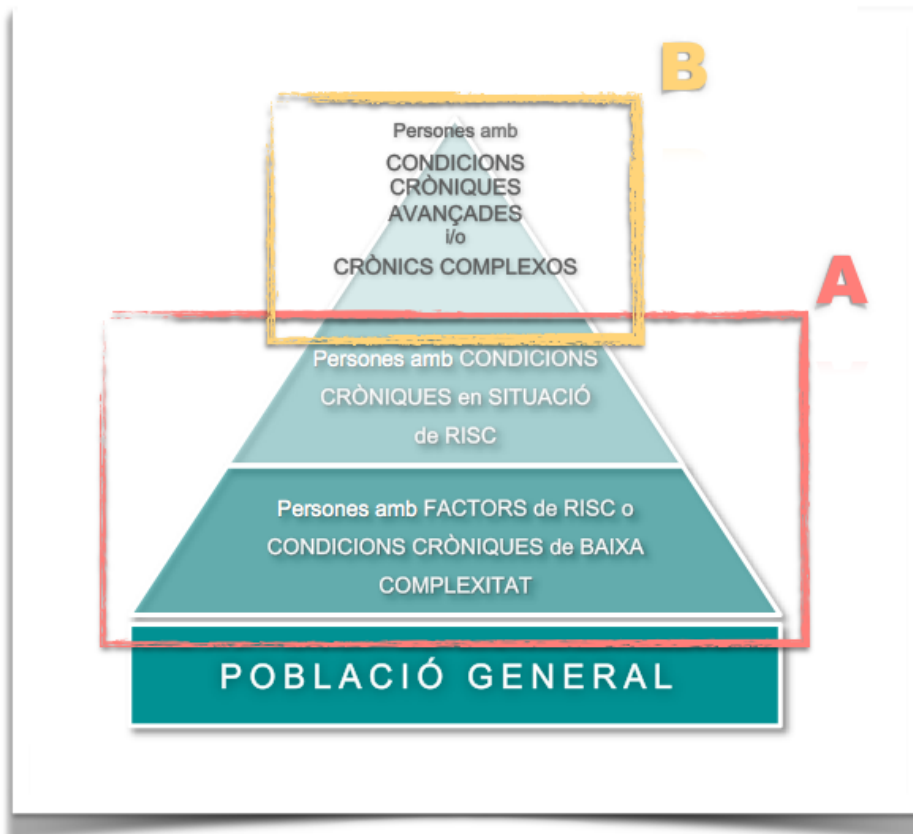 B
Persones amb
CONDICIONS
CRÒNIQUES
AVANÇADES
i/o
CRÒNICS COMPLEXOS
A
Persones amb CONDICIONS
CRÒNIQUES en SITUACIÓ
de RISC
Persones amb FACTORS de RISC o
CONDICIONS CRÒNIQUES de BAIXA
COMPLEXITAT
POBLACIÓ GENERAL